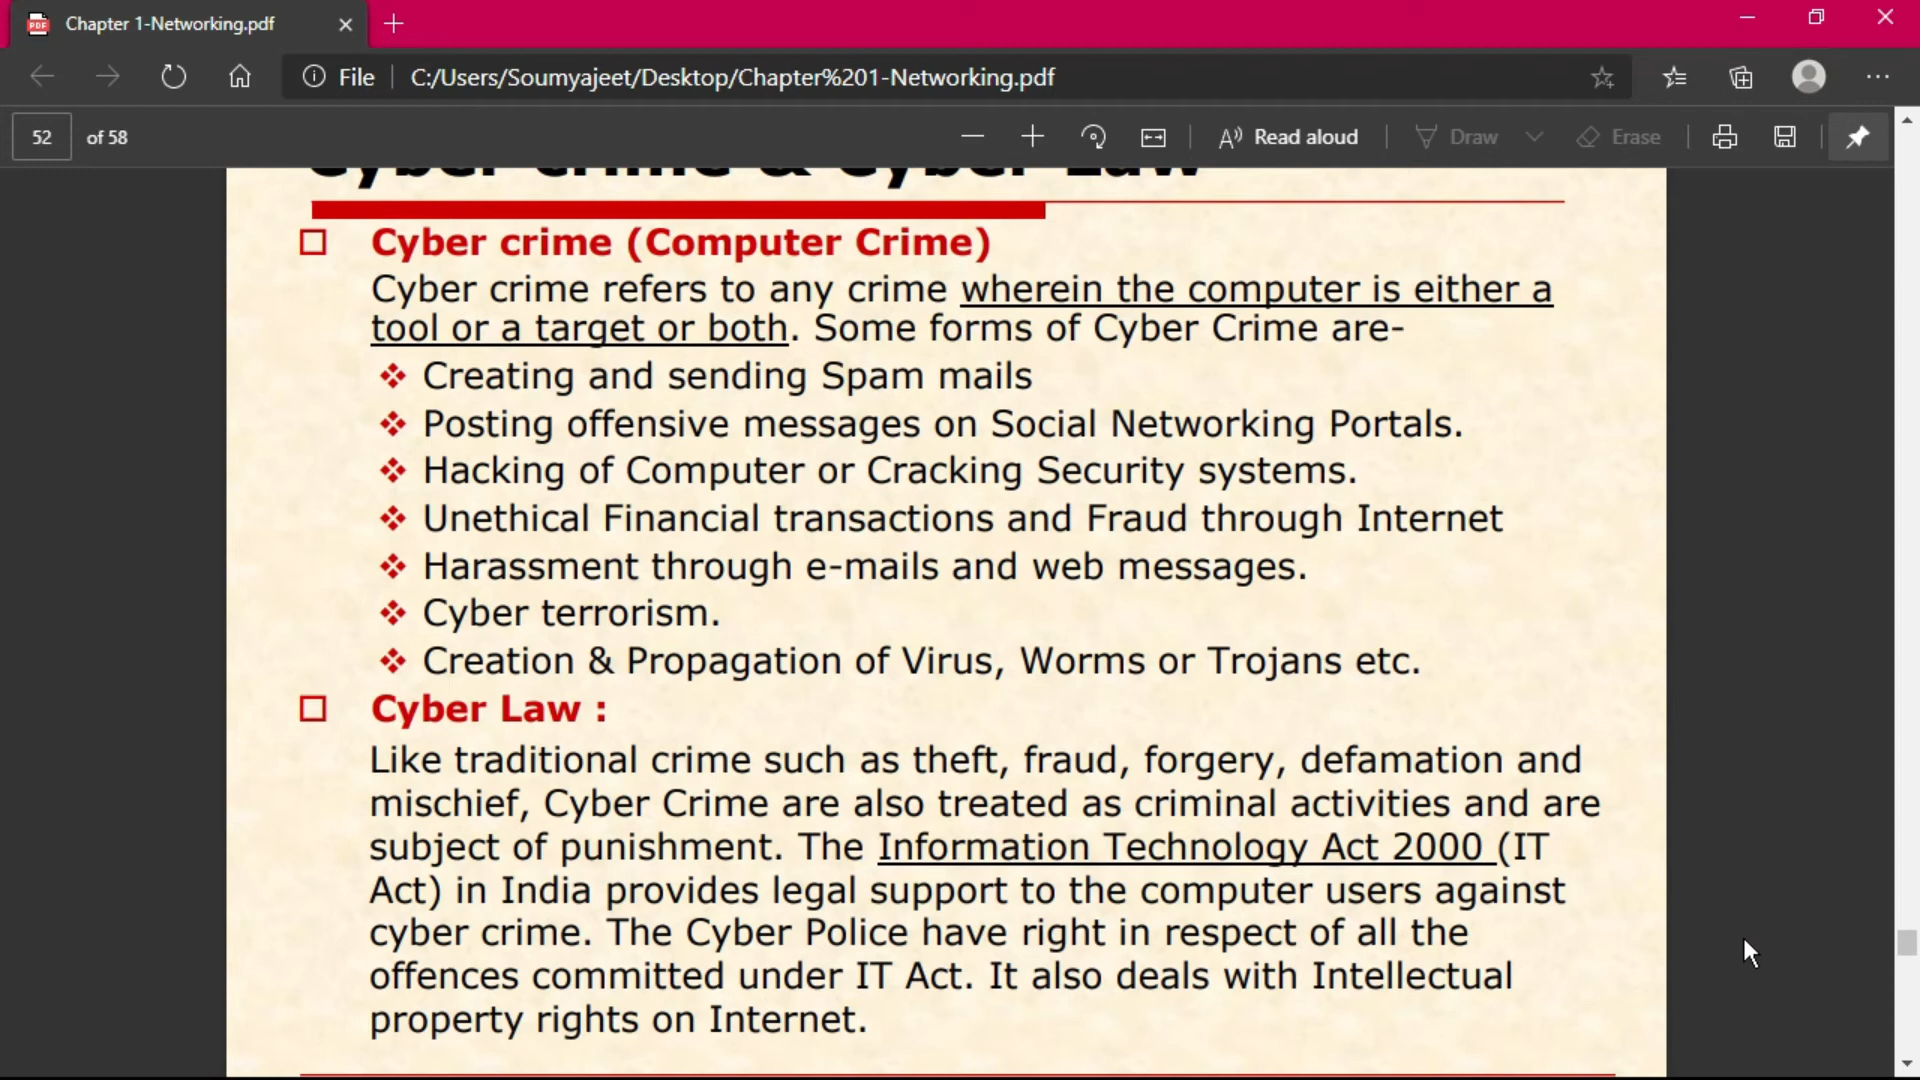 Chapter 1-Networking.pdf
File C:/Users/Soumyajeet/Desktop/Chapter%201-Networking.pdf
52 of 58 Read aloud Draw Erase
Cyber Crime & Cyber Law
Cyber crime (Computer Crime)
Cyber crime refers to any crime wherein the computer is either a
tool or a target or both. Some forms of Cyber Crime are-
Creating and sending Spam mails
Posting offensive messages on Social Networking Portals.
Hacking of Computer or Cracking Security systems.
Unethical Financial transactions and Fraud through Internet
Harassment through e-mails and web messages.
Cyber terrorism.
Creation & Propagation of Virus, Worms or Trojans etc.
Cyber Law :
Like traditional crime such as theft, fraud, forgery, defamation and
mischief, Cyber Crime are also treated as criminal activities and are
subject of punishment. The Information Technology Act 2000 (IT
Act) in India provides legal support to the computer users against
cyber crime. The Cyber Police have right in respect of all the
offences committed under IT Act. It also deals with Intellectual
property rights on Internet.